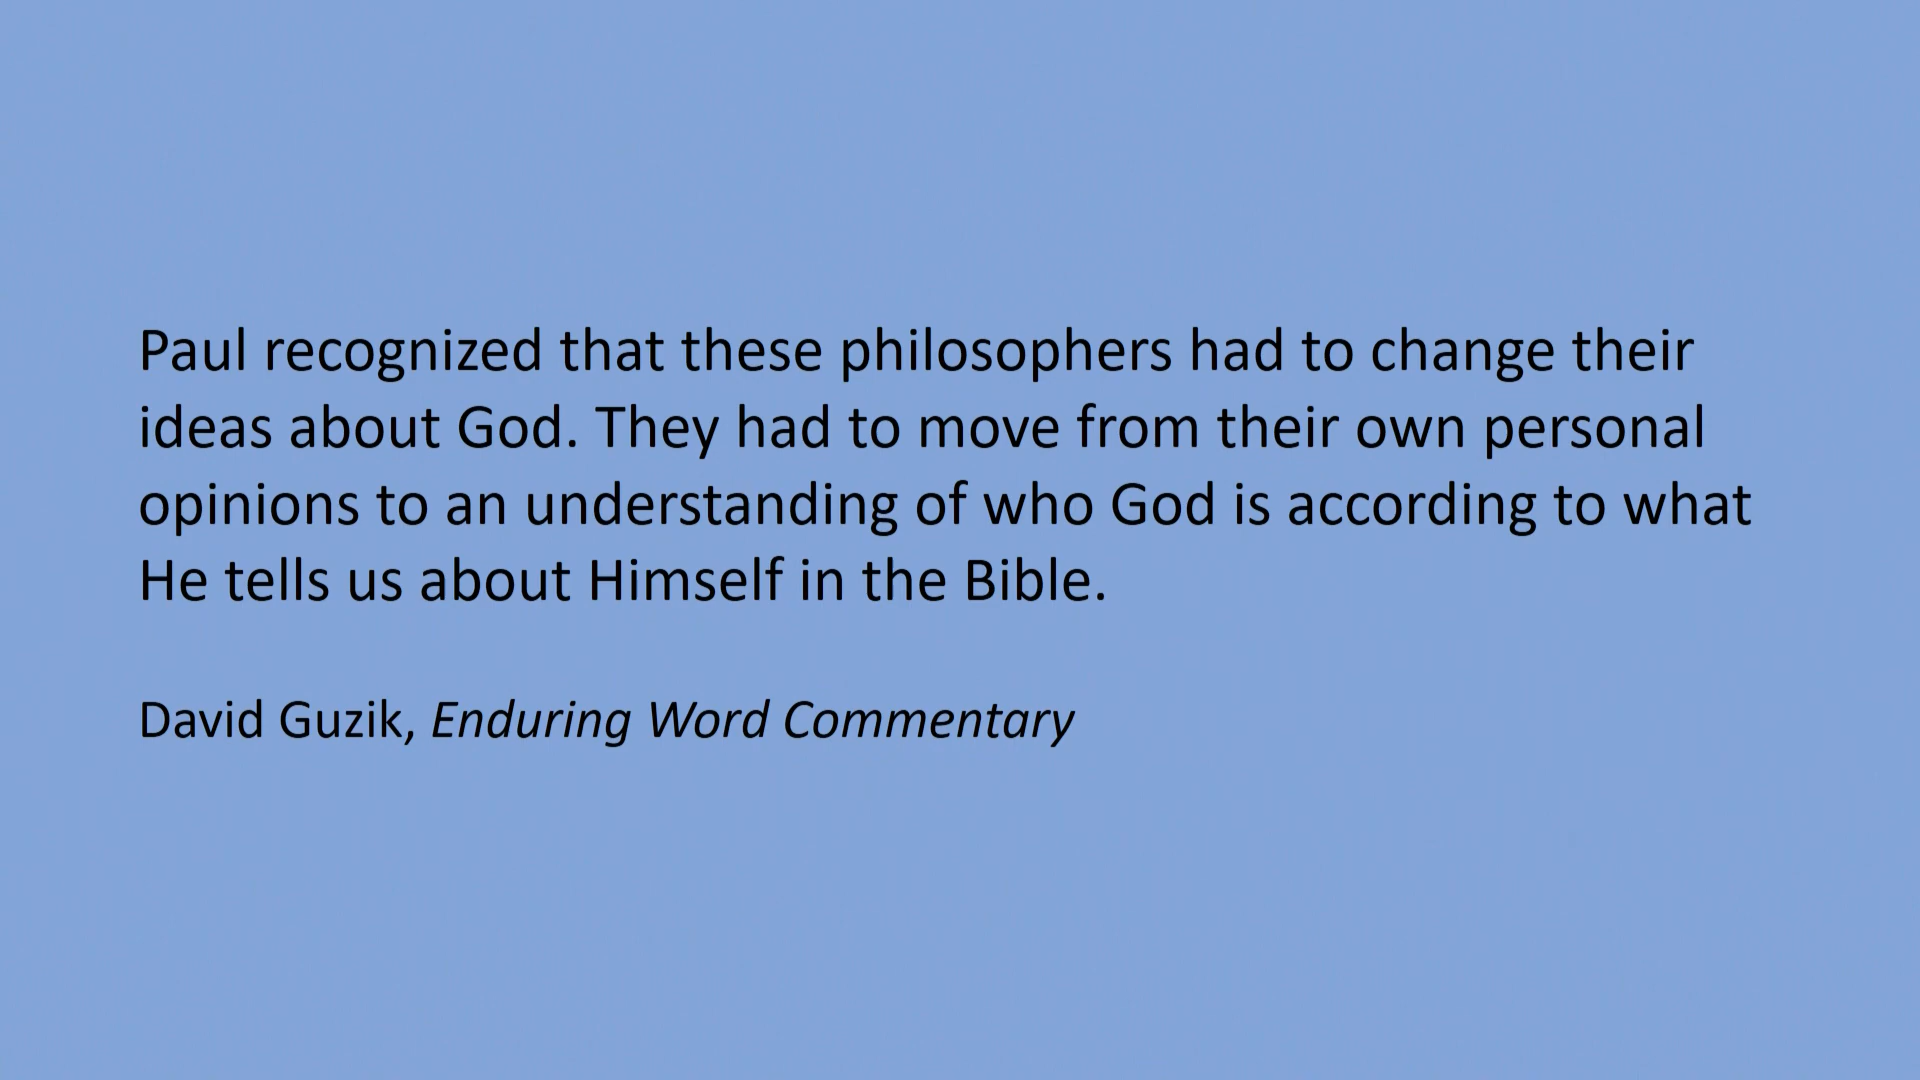 Paul recognized that these philosophers had to change their
ideas about God. They had to move from their own personal
opinions to an understanding of who God is according to what
He tells us about Himself in the Bible.
David Guzik, Enduring Word Commentary